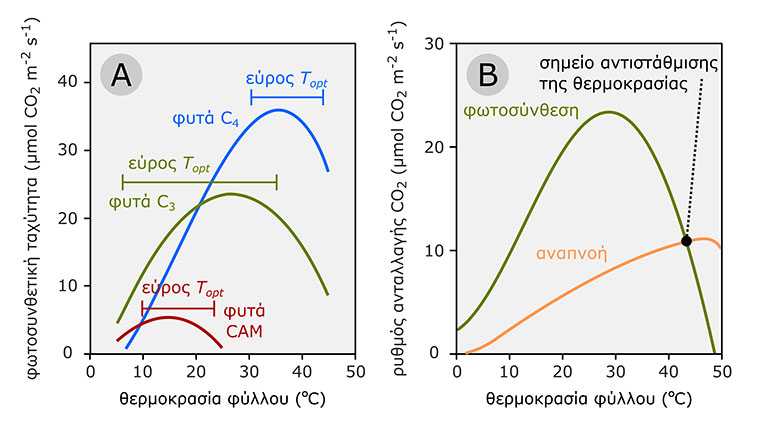 A
φωτοσυνθετική ταχύτητα (μmol CO2 m-2 s-1)
40
30
20
10
0
εύρος Topt
φυτά C4
εύρος Topt
φυτά C3
εύρος Topt
φυτά
CAM
0 10 20 30 40 50
θερμοκρασία φύλλου (°C)
B
ρυθμός ανταλλαγής CO2 (μmol CO2 m-2 s-1)
30
20
10
0
σημείο αντιστάθμισης
της θερμοκρασίας
φωτοσύνθεση
αναπνοή
0 10 20 30 40 50
θερμοκρασία φύλλου (°C)